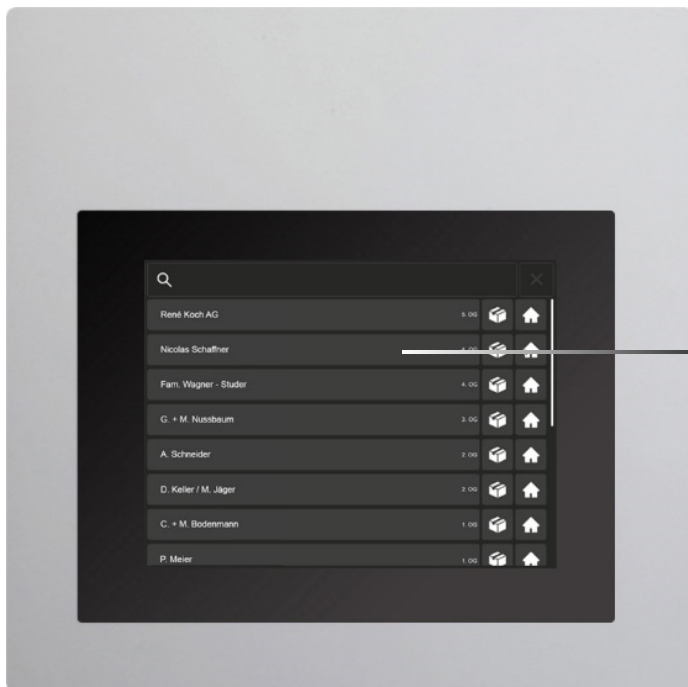 René Koch AG 5. OG
Nicolas Schaffner
Fam. Wagner - Studer 4. OG
G. + M. Nussbaum 3. OG
A. Schneider 2. OG
D. Keller / M. Jäger 2. OG
C. + M. Bodenmann 1. OG
P. Meier 1. OG